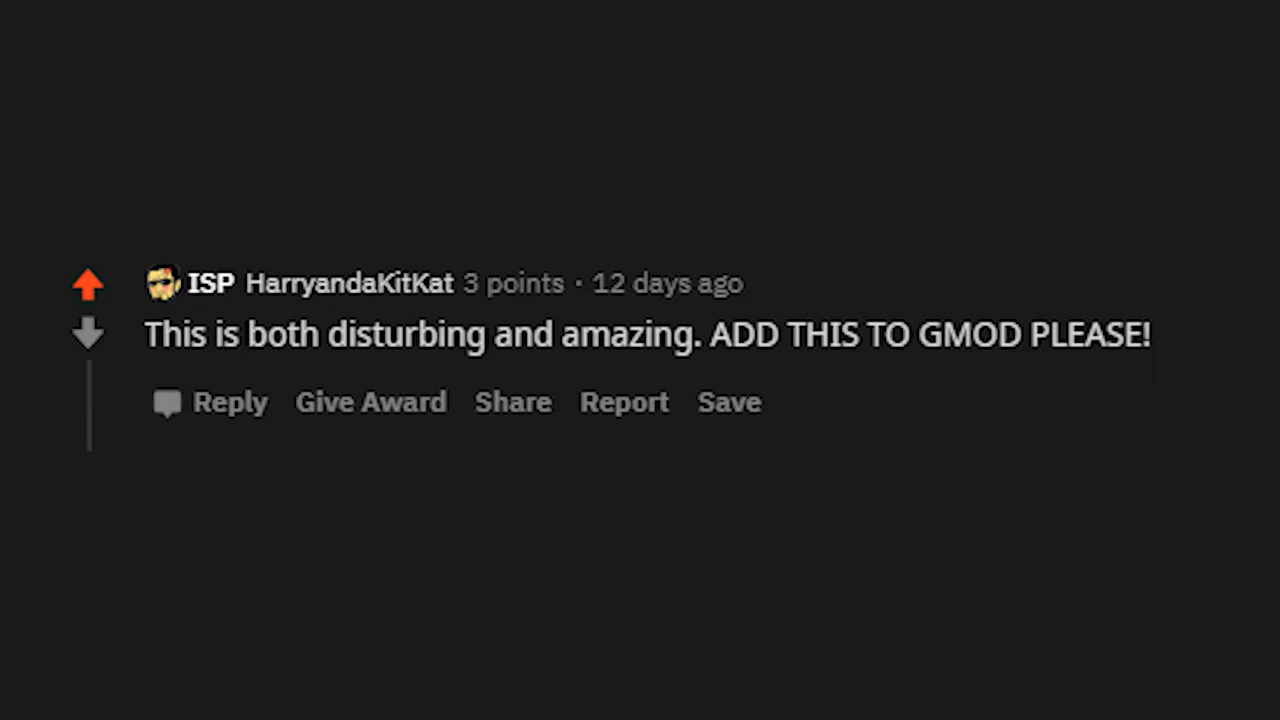 ISP HarryandaKitKat 3 points · 12 days ago
This is both disturbing and amazing. ADD THIS TO GMOD PLEASE!
Reply Give Award Share Report Save